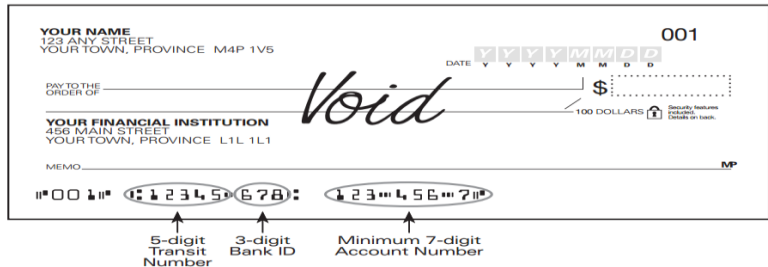 YOUR NAME
123 ANY STREET
YOUR TOWN, PROVINCE M4P 1V5
001
DATE Y Y Y Y M M D D
Y Y Y Y M M D D
PAY TO THE
ORDER OF
$
Void
100 DOLLARS
Security features
included.
Details on back.
YOUR FINANCIAL INSTITUTION
456 MAIN STREET
YOUR TOWN, PROVINCE L1L 1L1
MEMO
MP
⑈001⑈ ⑆12345⑉678⑆ 123⑉456⑉7⑈
5-digit
Transit
Number
3-digit
Bank ID
Minimum 7-digit
Account Number